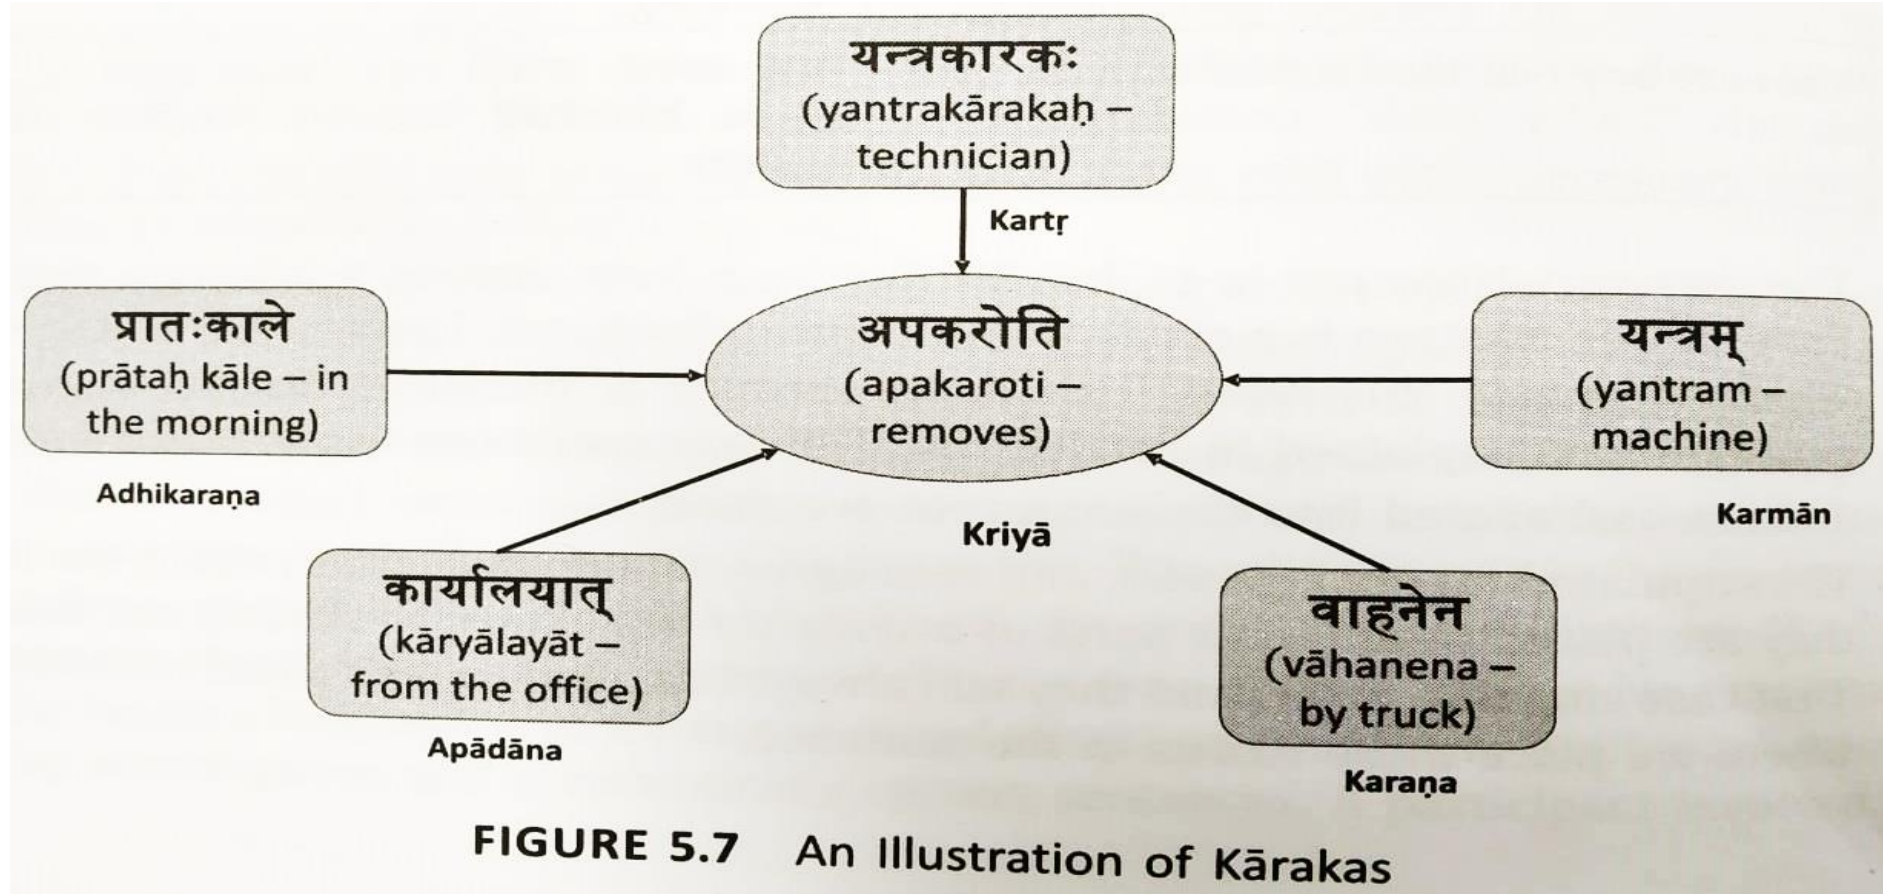 यन्त्रकारकः
(yantrakārakaḥ –
technician)
Kartṛ
प्रातःकाले
(prātaḥ kāle – in
the morning)
Adhikaraṇa
अपकरोति
(apakaroti –
removes)
Kriyā
यन्त्रम्
(yantram –
machine)
Karmān
कार्यालयात्
(kāryālayāt –
from the office)
Apādāna
वाहनेन
(vāhanena –
by truck)
Karaṇa
FIGURE 5.7 An Illustration of Kārakas